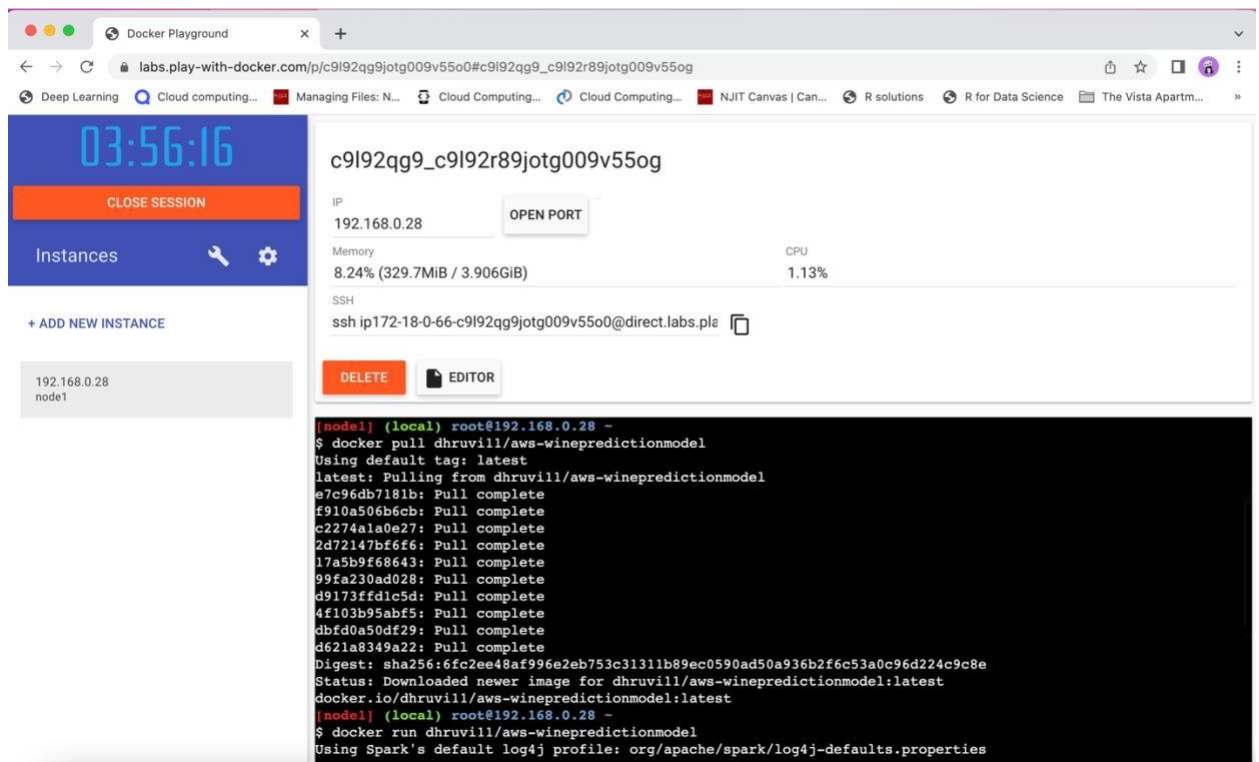 Docker Playground
labs.play-with-docker.com/p/c9l92qg9jotg009v55o0#c9l92qg9_c9l92r89jotg009v55og
Deep Learning Cloud computing... Managing Files: N... Cloud Computing... Cloud Computing... NJIT Canvas | Can... R solutions R for Data Science The Vista Apartm... »
03:56:16
CLOSE SESSION
Instances
+ ADD NEW INSTANCE
192.168.0.28
node1
c9l92qg9_c9l92r89jotg009v55og
IP
192.168.0.28
OPEN PORT
Memory
8.24% (329.7MiB / 3.906GiB)
CPU
1.13%
SSH
ssh ip172-18-0-66-c9l92qg9jotg009v55o0@direct.labs.pla
DELETE
EDITOR
[node1] (local) root@192.168.0.28 ~
$ docker pull dhruvi11/aws-winepredictionmodel
Using default tag: latest
latest: Pulling from dhruvi11/aws-winepredictionmodel
e7c96db7181b: Pull complete
f910a506b6cb: Pull complete
c2274a1a0e27: Pull complete
2d72147bf6f6: Pull complete
17a5b9f68643: Pull complete
99fa230ad028: Pull complete
d9173ffd1c5d: Pull complete
4f103b95abf5: Pull complete
dbfd0a50df29: Pull complete
d621a8349a22: Pull complete
Digest: sha256:6fc2ee48af996e2eb753c31311b89ec0590ad50a936b2f6c53a0c96d224c9c8e
Status: Downloaded newer image for dhruvi11/aws-winepredictionmodel:latest
docker.io/dhruvi11/aws-winepredictionmodel:latest
[node1] (local) root@192.168.0.28 ~
$ docker run dhruvi11/aws-winepredictionmodel
Using Spark's default log4j profile: org/apache/spark/log4j-defaults.properties